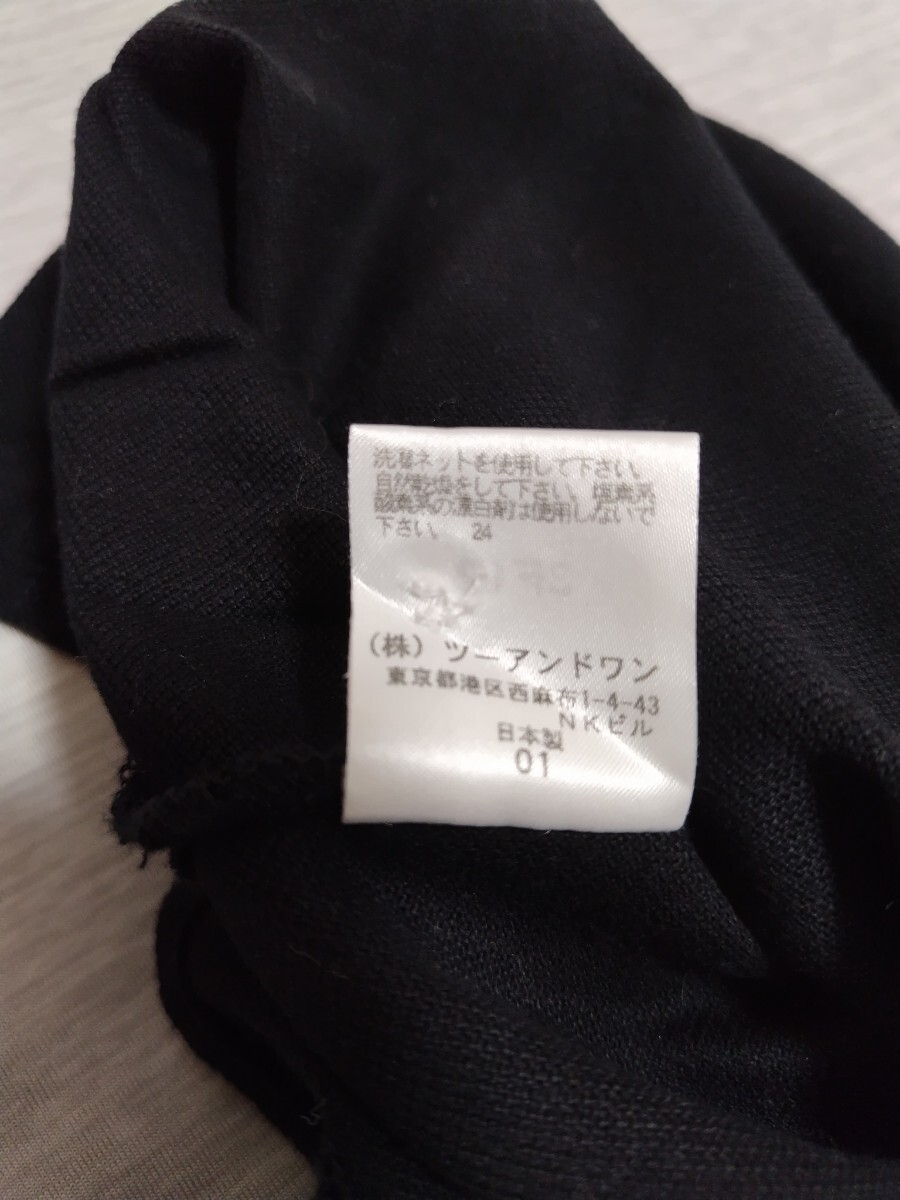 洗濯ネットを使用して下さい。
自然乾燥をして下さい。塩素系
酸素系の漂白剤は使用しないで
下さい。 24
(株)ツーアンドワン
東京都港区西麻布1-4-43
NKビル
日本製
01